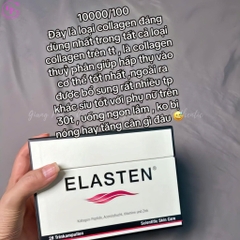 10000/100
Đây là loại collagen đáng
dùng nhất trong tất cả loại
collagen trên tt , là collagen
thuỷ phân giúp hấp thụ vào
cơ thể tốt nhất , ngoài ra
được bổ sung rất nhiều tp
khác siu tốt với phụ nữ trên
30t , uống ngon lắm , ko bị
nóng hay tăng cân gì đâu 😅
ELASTEN®
Scientific Skin Care
28 Trinkampullen